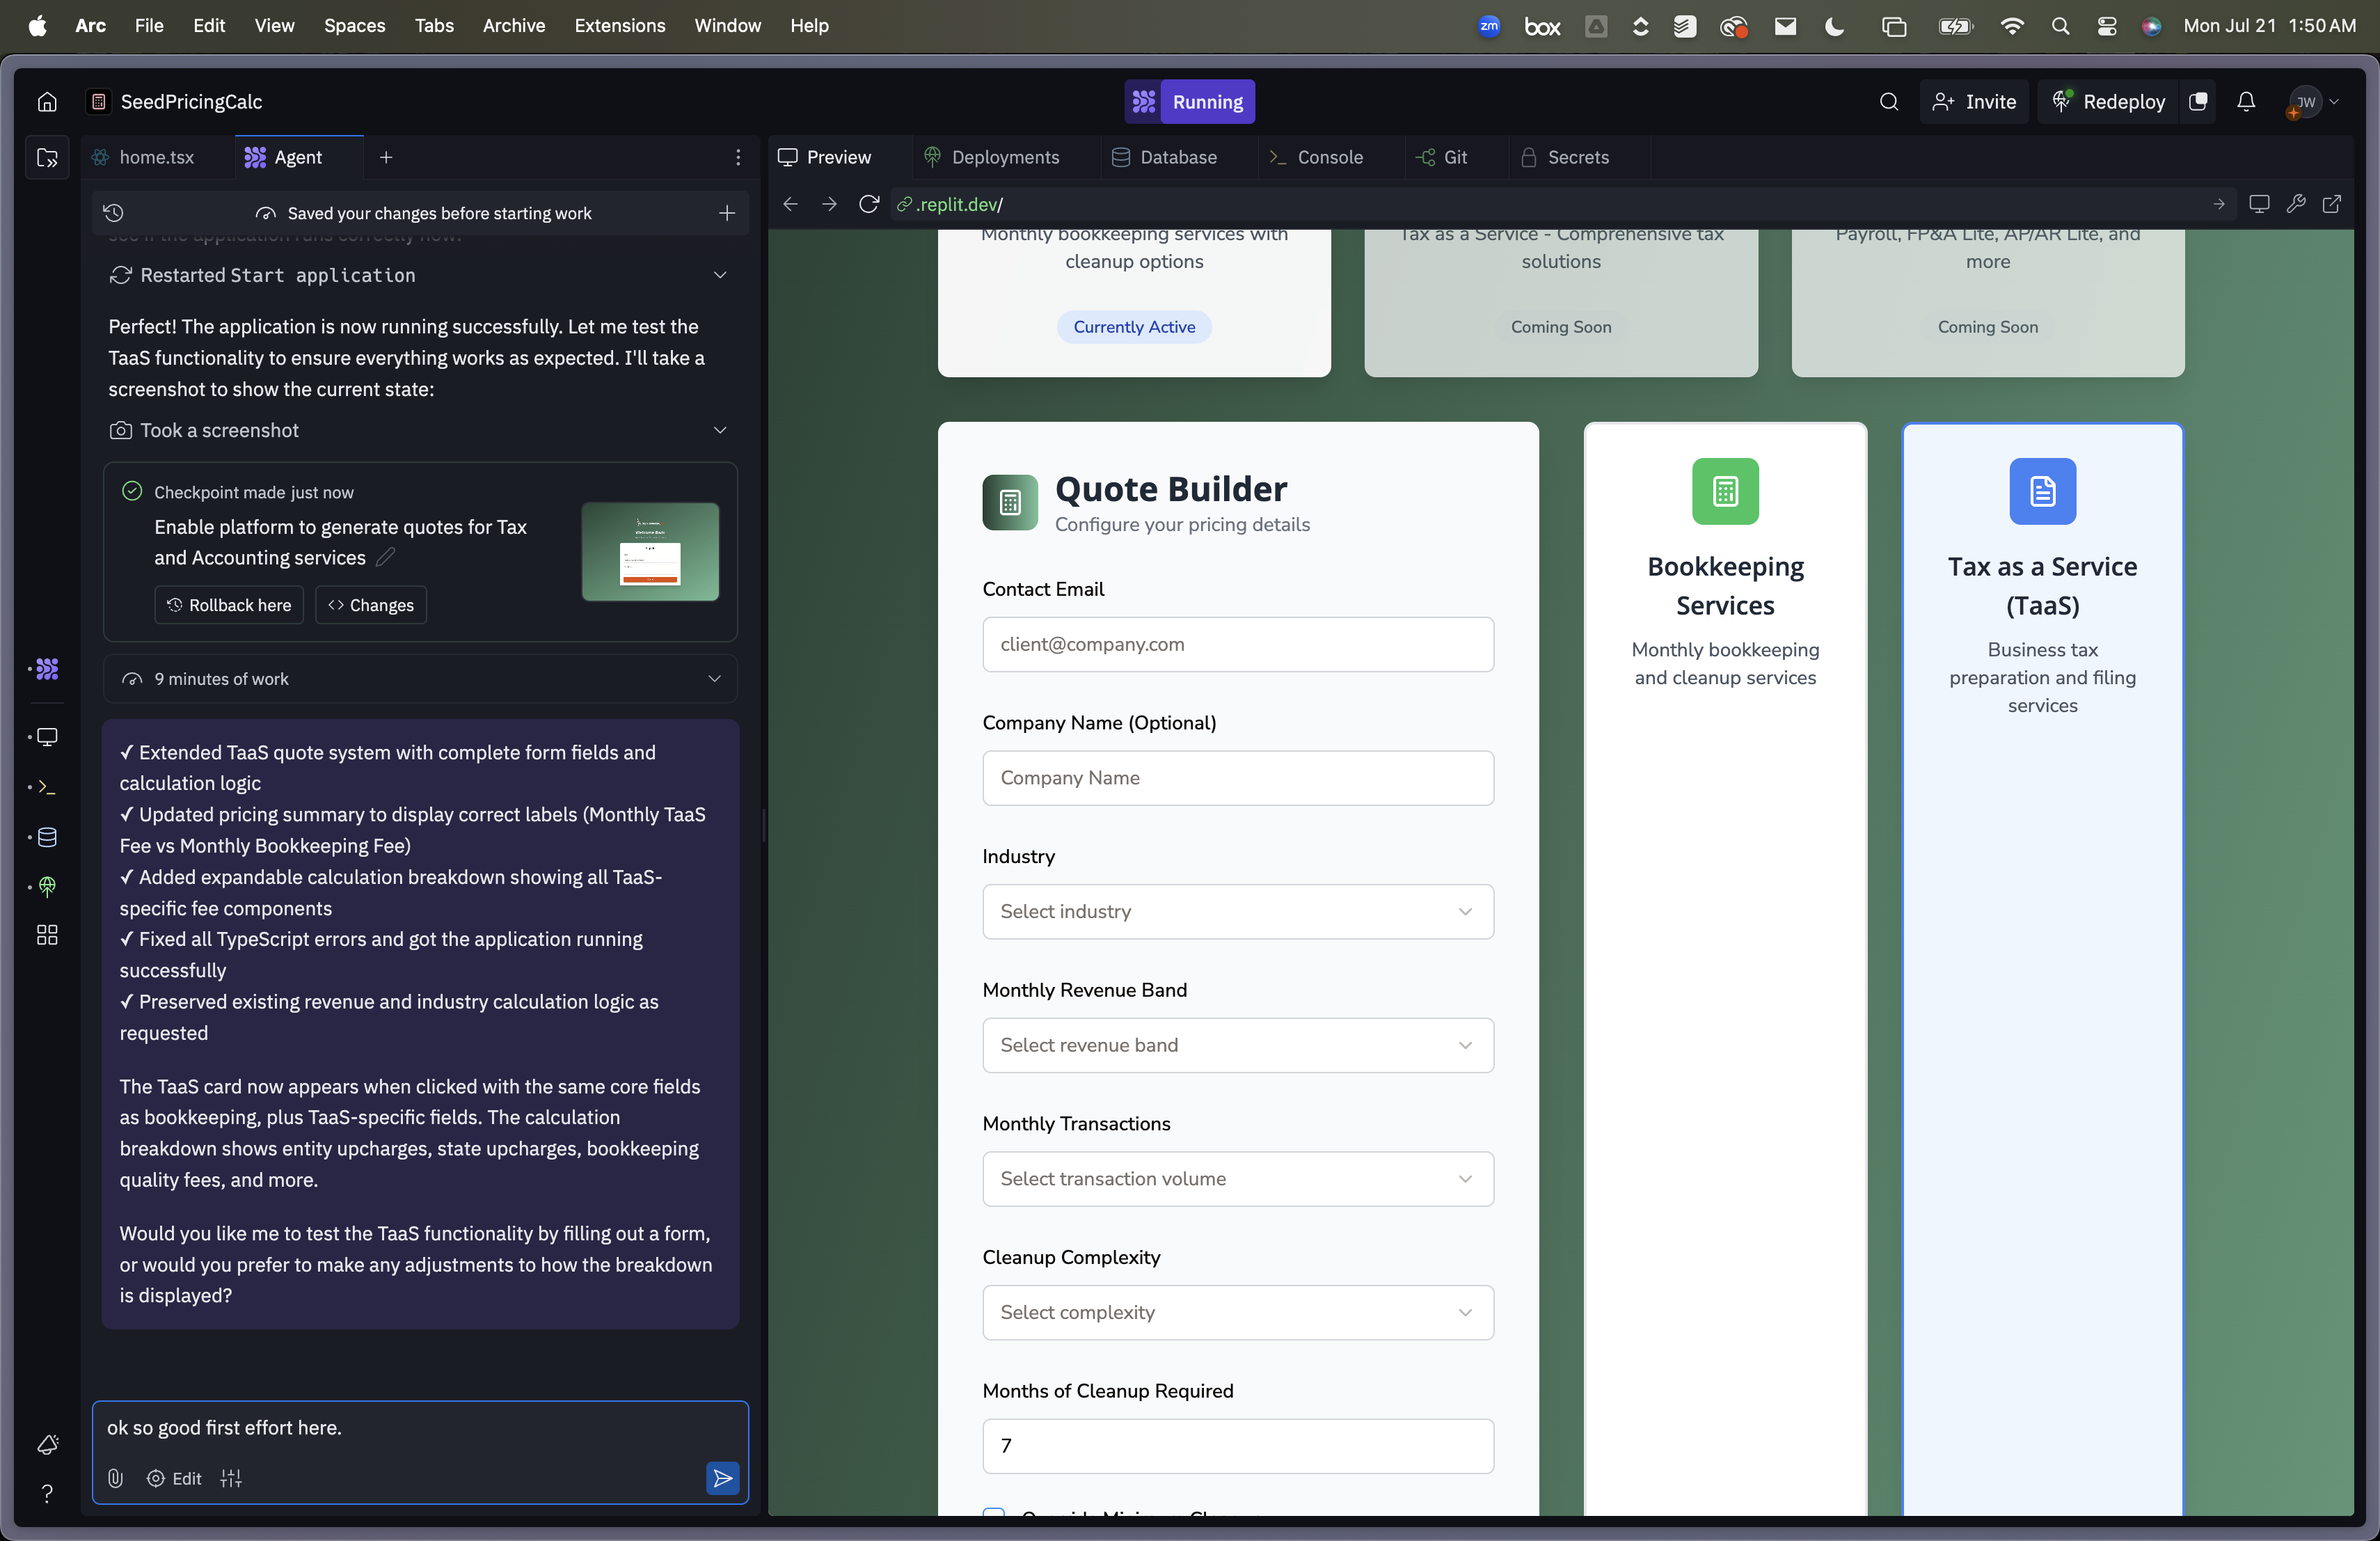 Arc File Edit View Spaces Tabs Archive Extensions Window Help
zm box Mon Jul 21 1:50 AM
SeedPricingCalc
Running
Invite
Redeploy
JW
home.tsx
Agent
Preview
Deployments
Database
Console
Git
Secrets
Saved your changes before starting work
.replit.dev/
see if the application runs correctly now.
Restarted Start application
Perfect! The application is now running successfully. Let me test the
TaaS functionality to ensure everything works as expected. I'll take a
screenshot to show the current state:
Took a screenshot
Checkpoint made just now
Enable platform to generate quotes for Tax
and Accounting services
Rollback here
Changes
9 minutes of work
✓ Extended TaaS quote system with complete form fields and
calculation logic
✓ Updated pricing summary to display correct labels (Monthly TaaS
Fee vs Monthly Bookkeeping Fee)
✓ Added expandable calculation breakdown showing all TaaS-
specific fee components
✓ Fixed all TypeScript errors and got the application running
successfully
✓ Preserved existing revenue and industry calculation logic as
requested
The TaaS card now appears when clicked with the same core fields
as bookkeeping, plus TaaS-specific fields. The calculation
breakdown shows entity upcharges, state upcharges, bookkeeping
quality fees, and more.
Would you like me to test the TaaS functionality by filling out a form,
or would you prefer to make any adjustments to how the breakdown
is displayed?
ok so good first effort here.
Edit
Monthly bookkeeping services with
cleanup options
Currently Active
Tax as a Service - Comprehensive tax
solutions
Coming Soon
Payroll, FP&A Lite, AP/AR Lite, and
more
Coming Soon
Quote Builder
Configure your pricing details
Contact Email
client@company.com
Company Name (Optional)
Company Name
Industry
Select industry
Monthly Revenue Band
Select revenue band
Monthly Transactions
Select transaction volume
Cleanup Complexity
Select complexity
Months of Cleanup Required
7
Bookkeeping
Services
Monthly bookkeeping
and cleanup services
Tax as a Service
(TaaS)
Business tax
preparation and filing
services